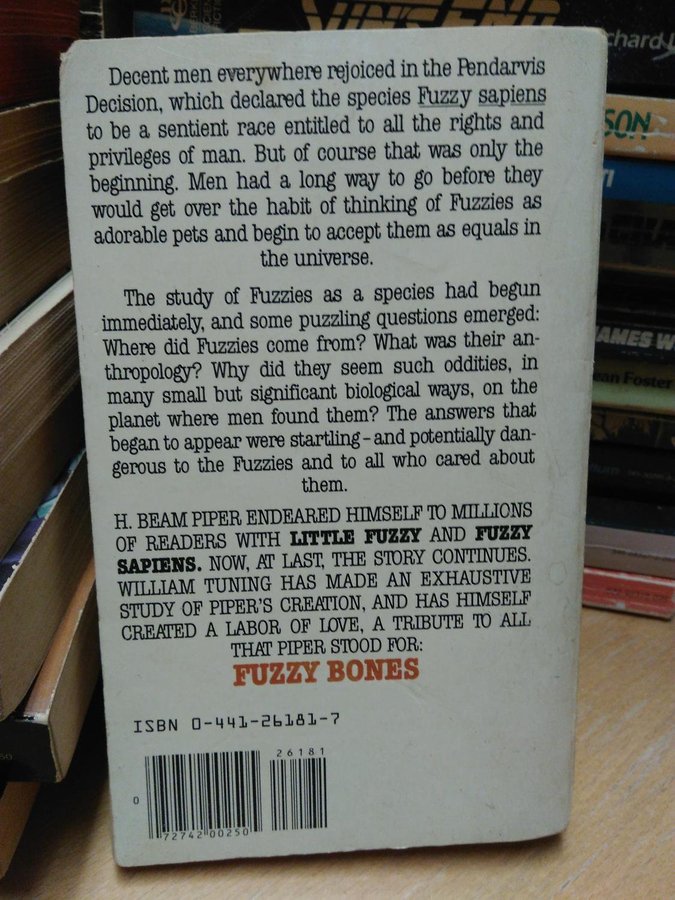 Decent men everywhere rejoiced in the Pendarvis
Decision, which declared the species Fuzzy sapiens
to be a sentient race entitled to all the rights and
privileges of man. But of course that was only the
beginning. Men had a long way to go before they
would get over the habit of thinking of Fuzzies as
adorable pets and begin to accept them as equals in
the universe.
The study of Fuzzies as a species had begun
immediately, and some puzzling questions emerged:
Where did Fuzzies come from? What was their an-
thropology? Why did they seem such oddities, in
many small but significant biological ways, on the
planet where men found them? The answers that
began to appear were startling–and potentially dan-
gerous to the Fuzzies and to all who cared about
them.
H. BEAM PIPER ENDEARED HIMSELF TO MILLIONS
OF READERS WITH LITTLE FUZZY AND FUZZY
SAPIENS. NOW, AT LAST, THE STORY CONTINUES.
WILLIAM TUNING HAS MADE AN EXHAUSTIVE
STUDY OF PIPER'S CREATION, AND HAS HIMSELF
CREATED A LABOR OF LOVE, A TRIBUTE TO ALL
THAT PIPER STOOD FOR:
FUZZY BONES
ISBN 0-441-26181-7
26181
0
72742 00250
chard
SON
AMES W
an Foster